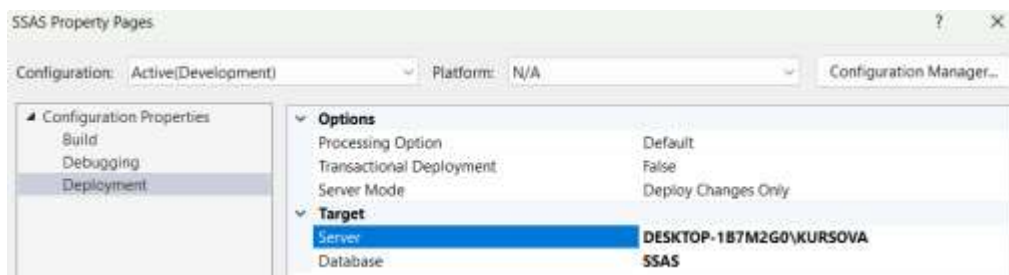 SSAS Property Pages ? ×
Configuration: Active(Development) Platform: N/A Configuration Manager...
Configuration Properties
Build
Debugging
Deployment
Options
Processing Option Default
Transactional Deployment False
Server Mode Deploy Changes Only
Target
Server DESKTOP-1B7M2G0\KURSOVA
Database SSAS